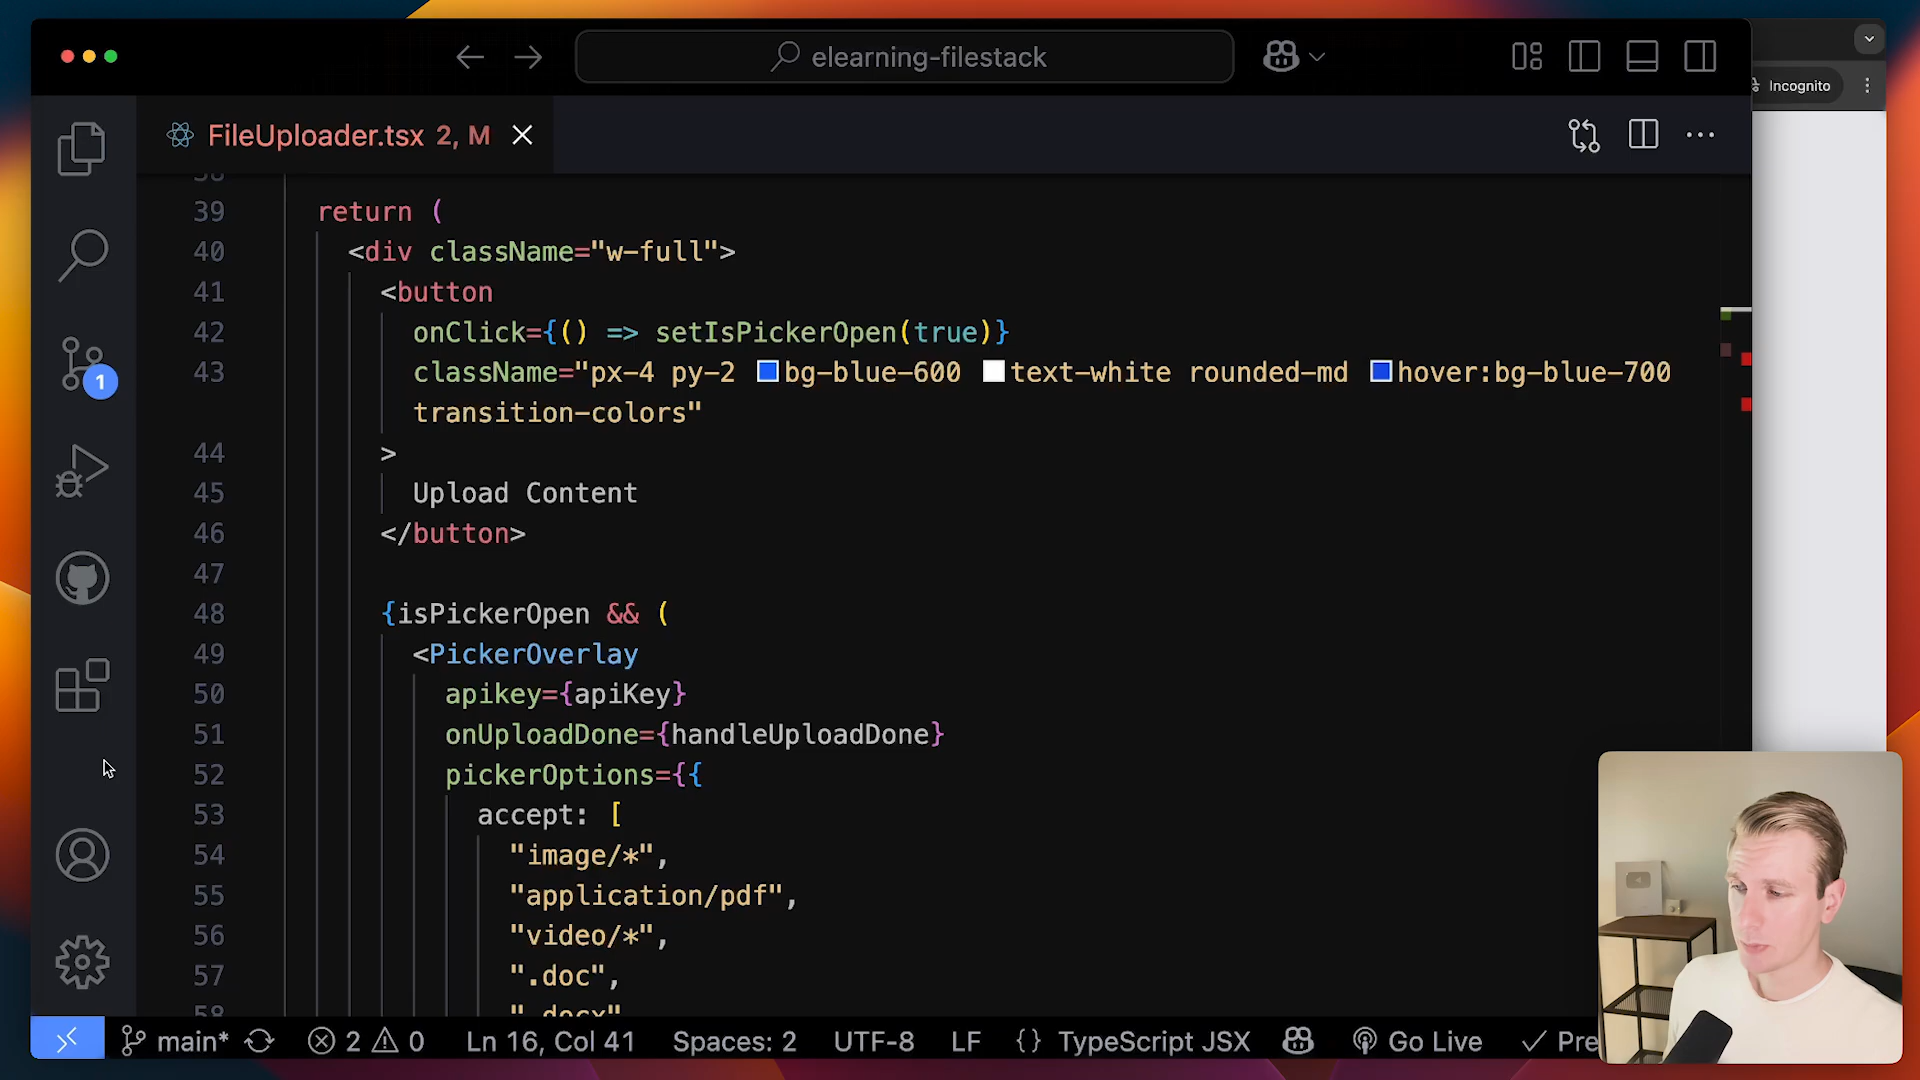 elearning-filestack
Incognito
FileUploader.tsx 2, M
39 return (
40 <div className="w-full">
41 <button
42 onClick={() => setIsPickerOpen(true)}
43 className="px-4 py-2 bg-blue-600 text-white rounded-md hover:bg-blue-700
transition-colors"
44 >
45 Upload Content
46 </button>
47
48 {isPickerOpen && (
49 <PickerOverlay
50 apikey={apiKey}
51 onUploadDone={handleUploadDone}
52 pickerOptions={{
53 accept: [
54 "image/*",
55 "application/pdf",
56 "video/*",
57 ".doc",
58 ".docx"
1
main* 2 0 Ln 16, Col 41 Spaces: 2 UTF-8 LF {} TypeScript JSX Go Live Pre